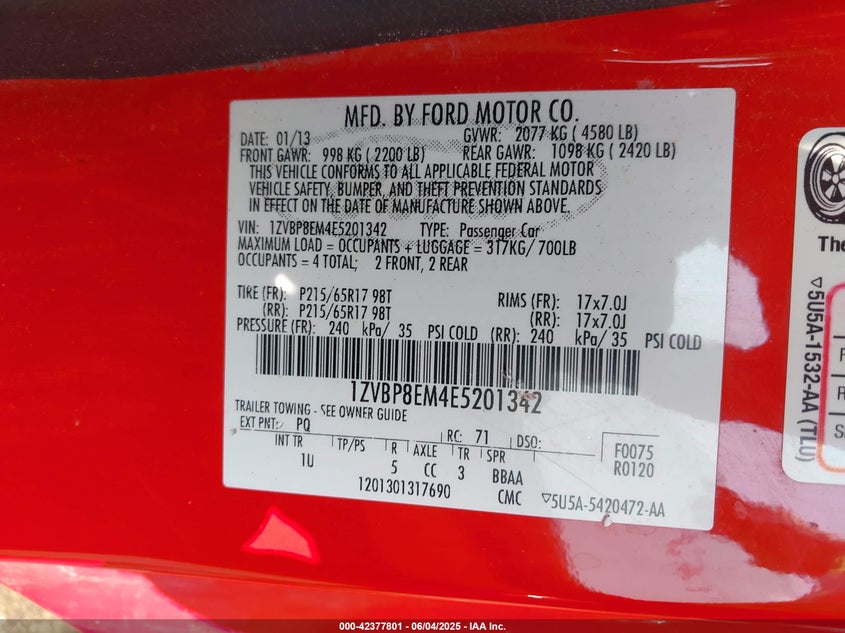 MFD. BY FORD MOTOR CO.
DATE: 01/13 GVWR: 2077 KG ( 4580 LB)
FRONT GAWR: 998 KG ( 2200 LB) REAR GAWR: 1098 KG ( 2420 LB)
THIS VEHICLE CONFORMS TO ALL APPLICABLE FEDERAL MOTOR
VEHICLE SAFETY, BUMPER, AND THEFT PREVENTION STANDARDS
IN EFFECT ON THE DATE OF MANUFACTURE SHOWN ABOVE.
VIN: 1ZVBP8EM4E5201342 TYPE: Passenger Car
MAXIMUM LOAD = OCCUPANTS + LUGGAGE = 317KG/ 700LB
OCCUPANTS = 4 TOTAL; 2 FRONT, 2 REAR
TIRE (FR): P215/65R17 98T RIMS (FR): 17x7.0J
(RR): P215/65R17 98T (RR): 17x7.0J
PRESSURE (FR): 240 kPa/ 35 PSI COLD (RR): 240 kPa/ 35 PSI COLD
1ZVBP8EM4E5201342
TRAILER TOWING - SEE OWNER GUIDE
EXT PNT: PQ RC: 71 DSO:
INT TR TP/PS R AXLE TR SPR
1U 5 CC 3 BBAA
F0075
R0120
1201301317690 CMC ▽5U5A-5420472-AA
The
▽5U5A-1532-AA (TLU)
F
R
S
000-42377801 - 06/04/2025 - IAA Inc.